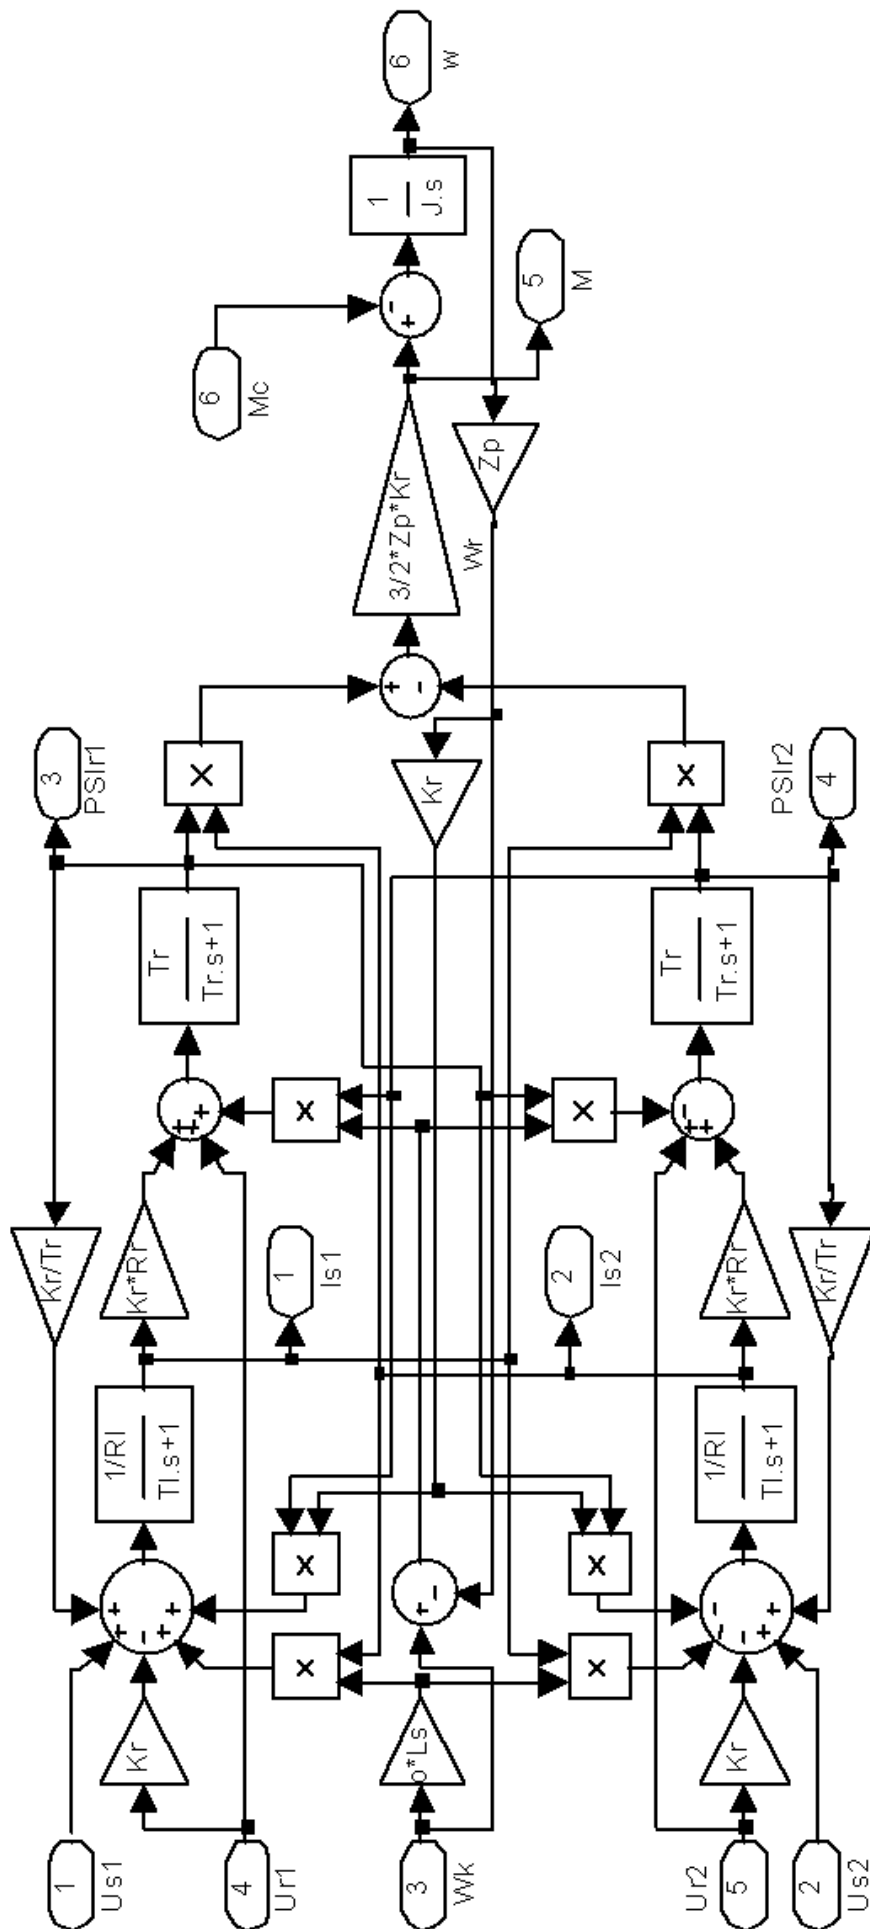 1
Us1
Kr/Tr
3
PSIr1
Kr
+
+
-
+
+
1/Rl
Tl.s+1
Kr*Rr
+
+
+
Tr
Tr.s+1
×
4
Ur1
×
×
1
Is1
×
6
Mc
3/2*Zp*Kr
+
-
+
-
1
J.s
6
w
3
Wk
o*Ls
+
-
Kr
Wr
Zp
5
M
×
×
2
Is2
×
×
Ur2
5
Kr
-
-
-
+
+
1/Rl
Tl.s+1
Kr*Rr
-
+
+
Tr
Tr.s+1
PSIr2
4
2
Us2
Kr/Tr